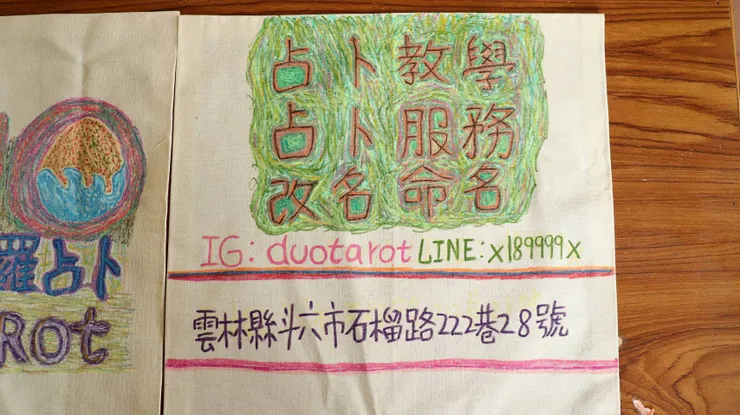 羅占卜
ROt
占卜教學
占卜服務
改名命名
IG: duotarot LINE: x189999x
雲林縣斗六市石榴路222巷28號